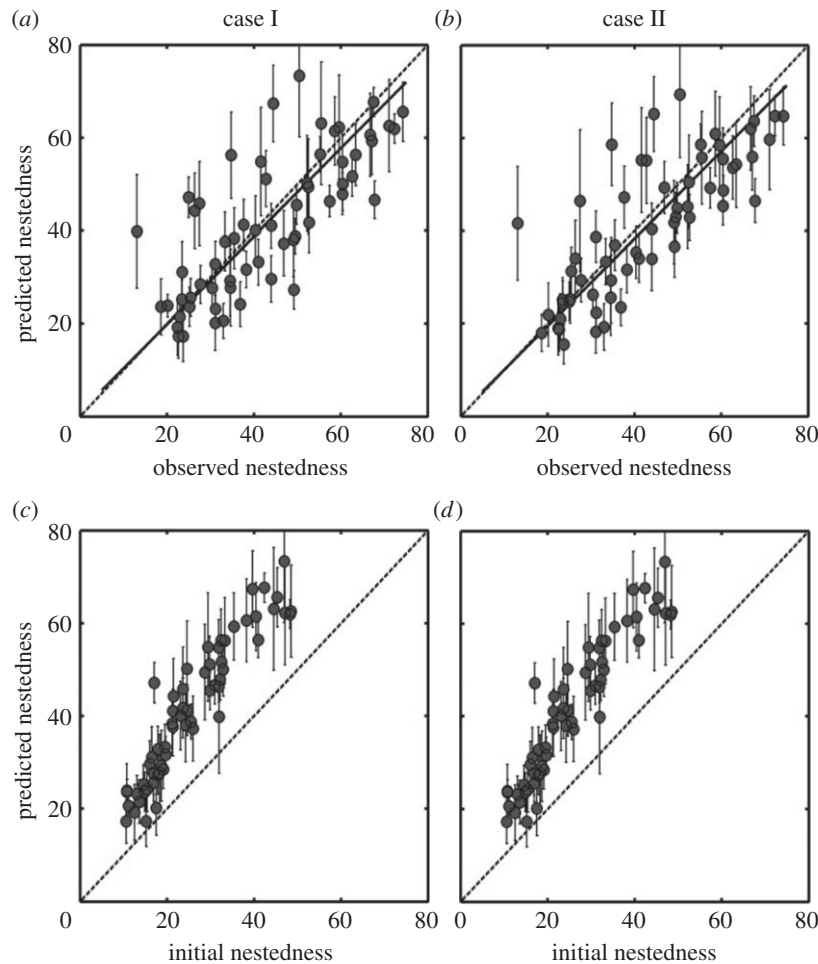 (a) case I
(b) case II
80
60
40
20
0 20 40 60 80
predicted nestedness
observed nestedness
0 20 40 60 80
observed nestedness
(c)
(d)
80
60
40
20
0 20 40 60 80
predicted nestedness
initial nestedness
0 20 40 60 80
initial nestedness